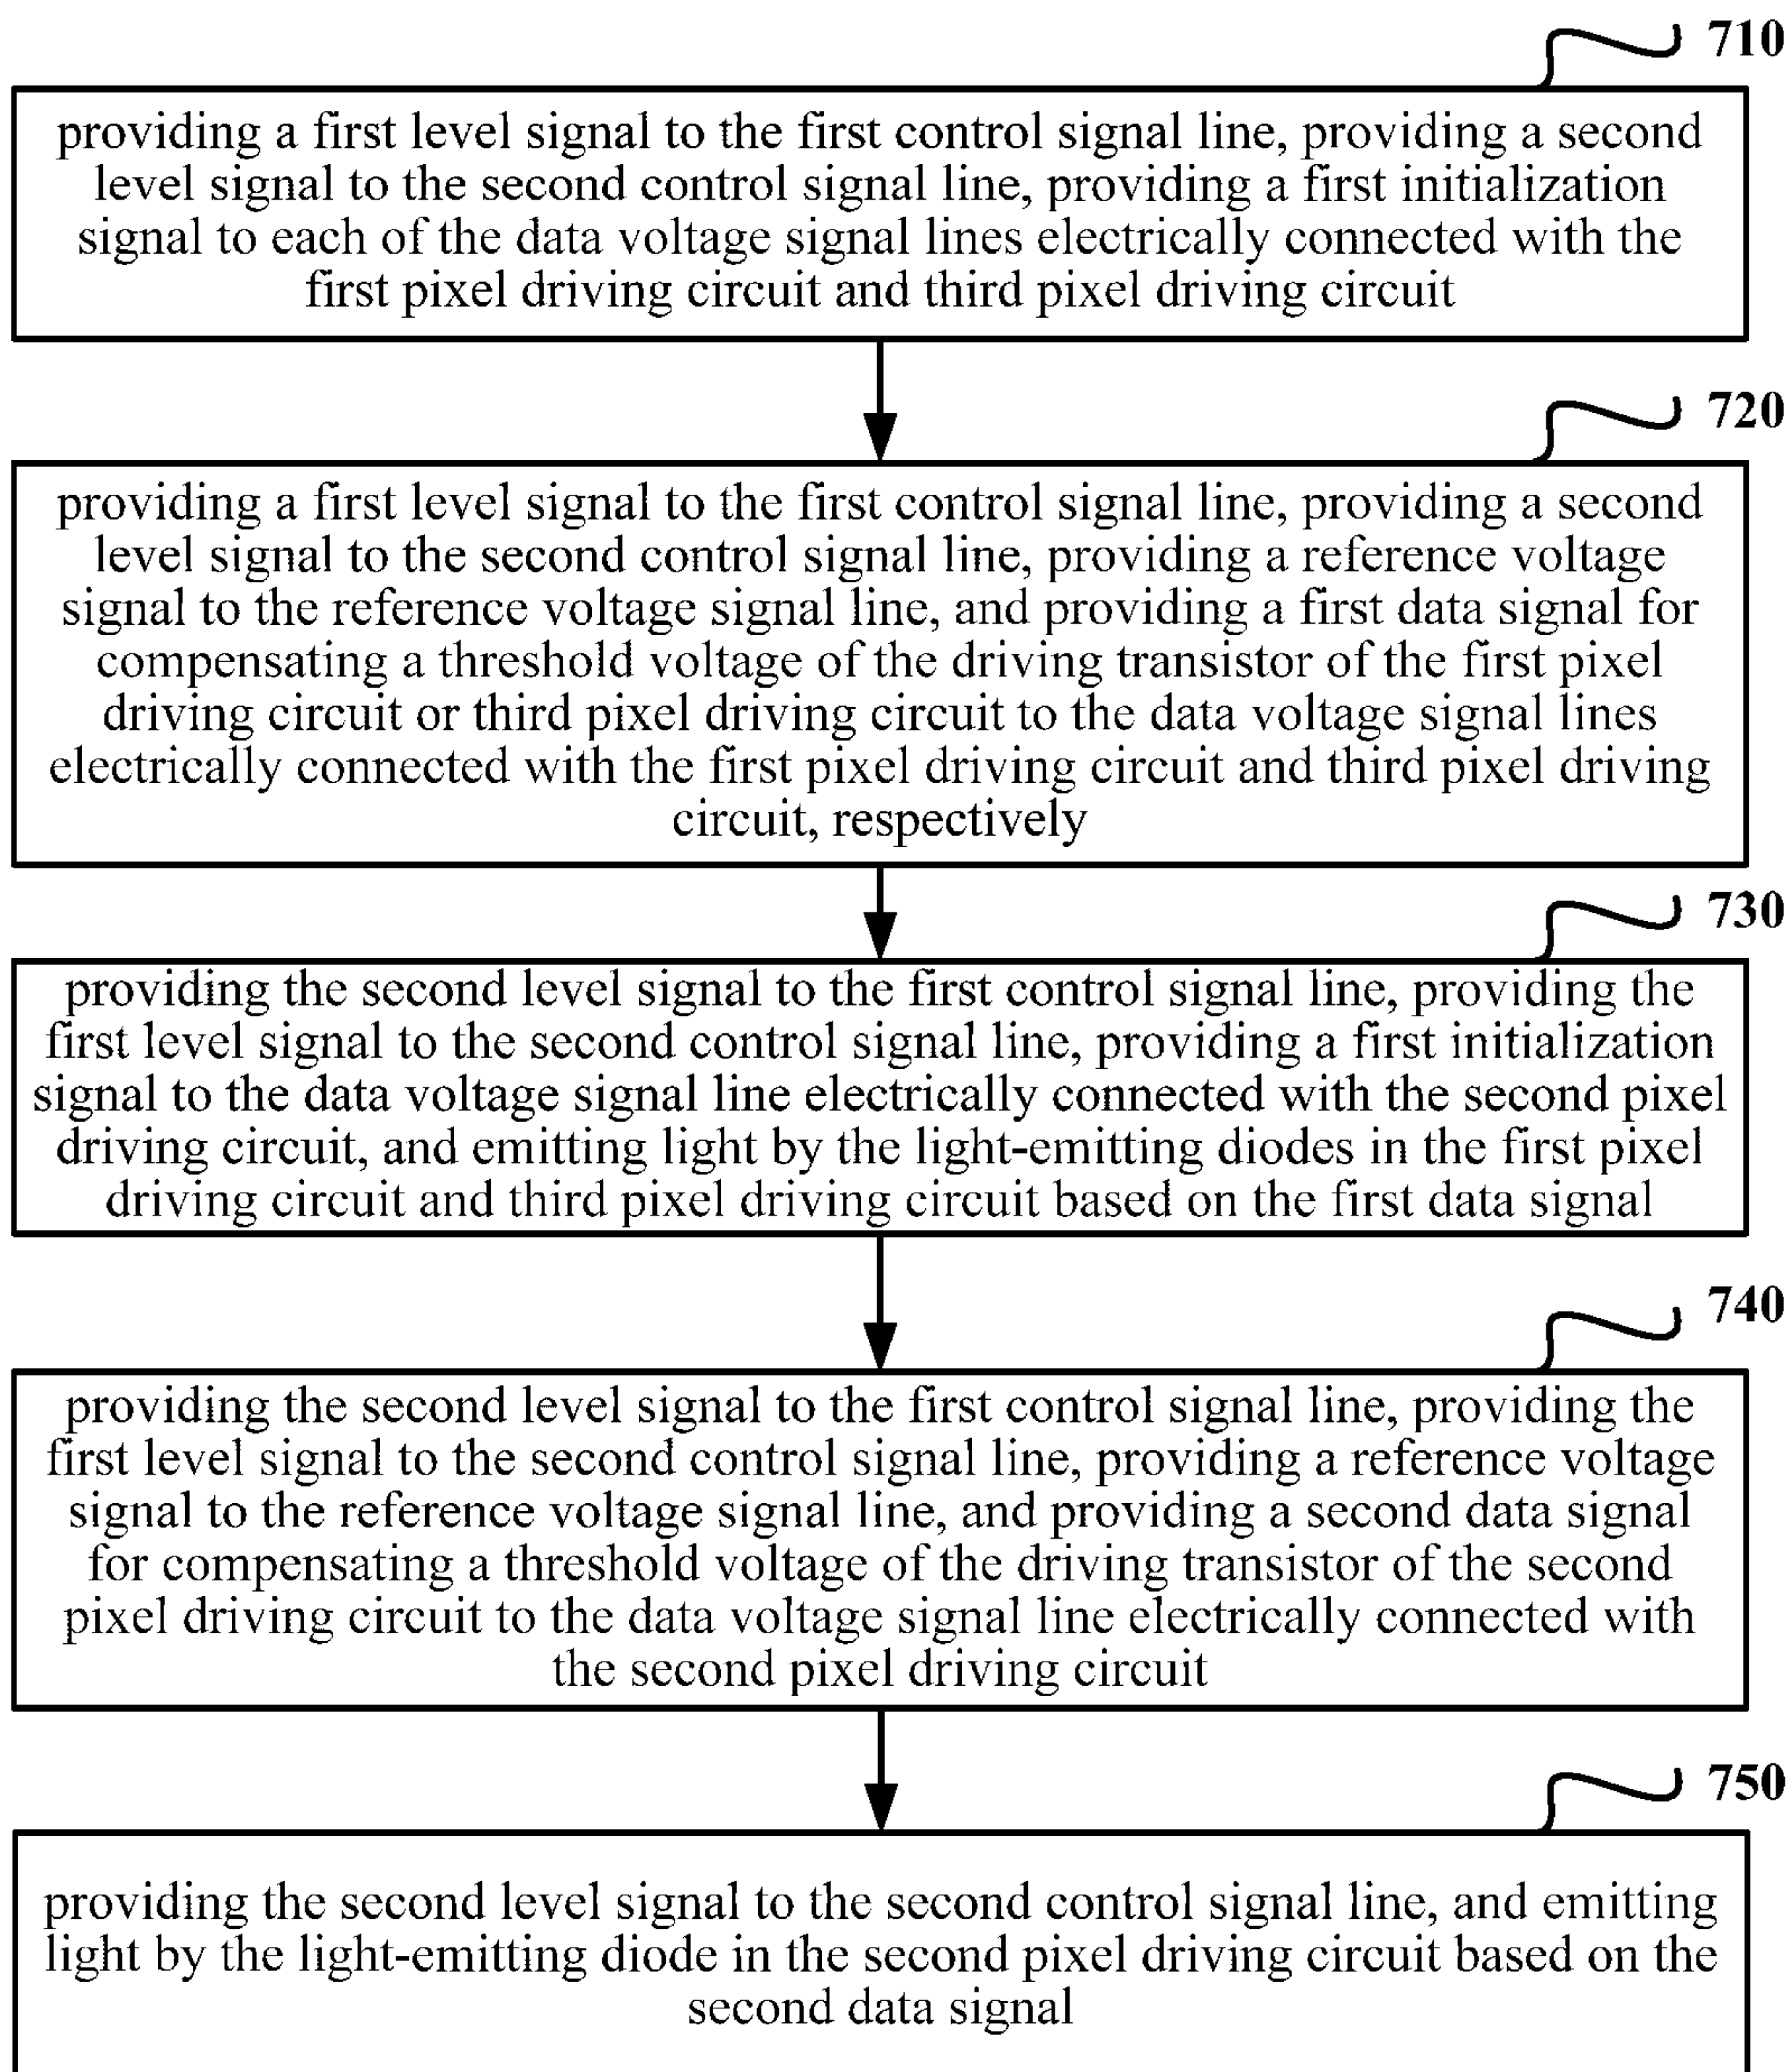 710
providing a first level signal to the first control signal line, providing a second
level signal to the second control signal line, providing a first initialization
signal to each of the data voltage signal lines electrically connected with the
first pixel driving circuit and third pixel driving circuit
720
providing a first level signal to the first control signal line, providing a second
level signal to the second control signal line, providing a reference voltage
signal to the reference voltage signal line, and providing a first data signal for
compensating a threshold voltage of the driving transistor of the first pixel
driving circuit or third pixel driving circuit to the data voltage signal lines
electrically connected with the first pixel driving circuit and third pixel driving
circuit, respectively
730
providing the second level signal to the first control signal line, providing the
first level signal to the second control signal line, providing a first initialization
signal to the data voltage signal line electrically connected with the second pixel
driving circuit, and emitting light by the light-emitting diodes in the first pixel
driving circuit and third pixel driving circuit based on the first data signal
740
providing the second level signal to the first control signal line, providing the
first level signal to the second control signal line, providing a reference voltage
signal to the reference voltage signal line, and providing a second data signal
for compensating a threshold voltage of the driving transistor of the second
pixel driving circuit to the data voltage signal line electrically connected with
the second pixel driving circuit
750
providing the second level signal to the second control signal line, and emitting
light by the light-emitting diode in the second pixel driving circuit based on the
second data signal